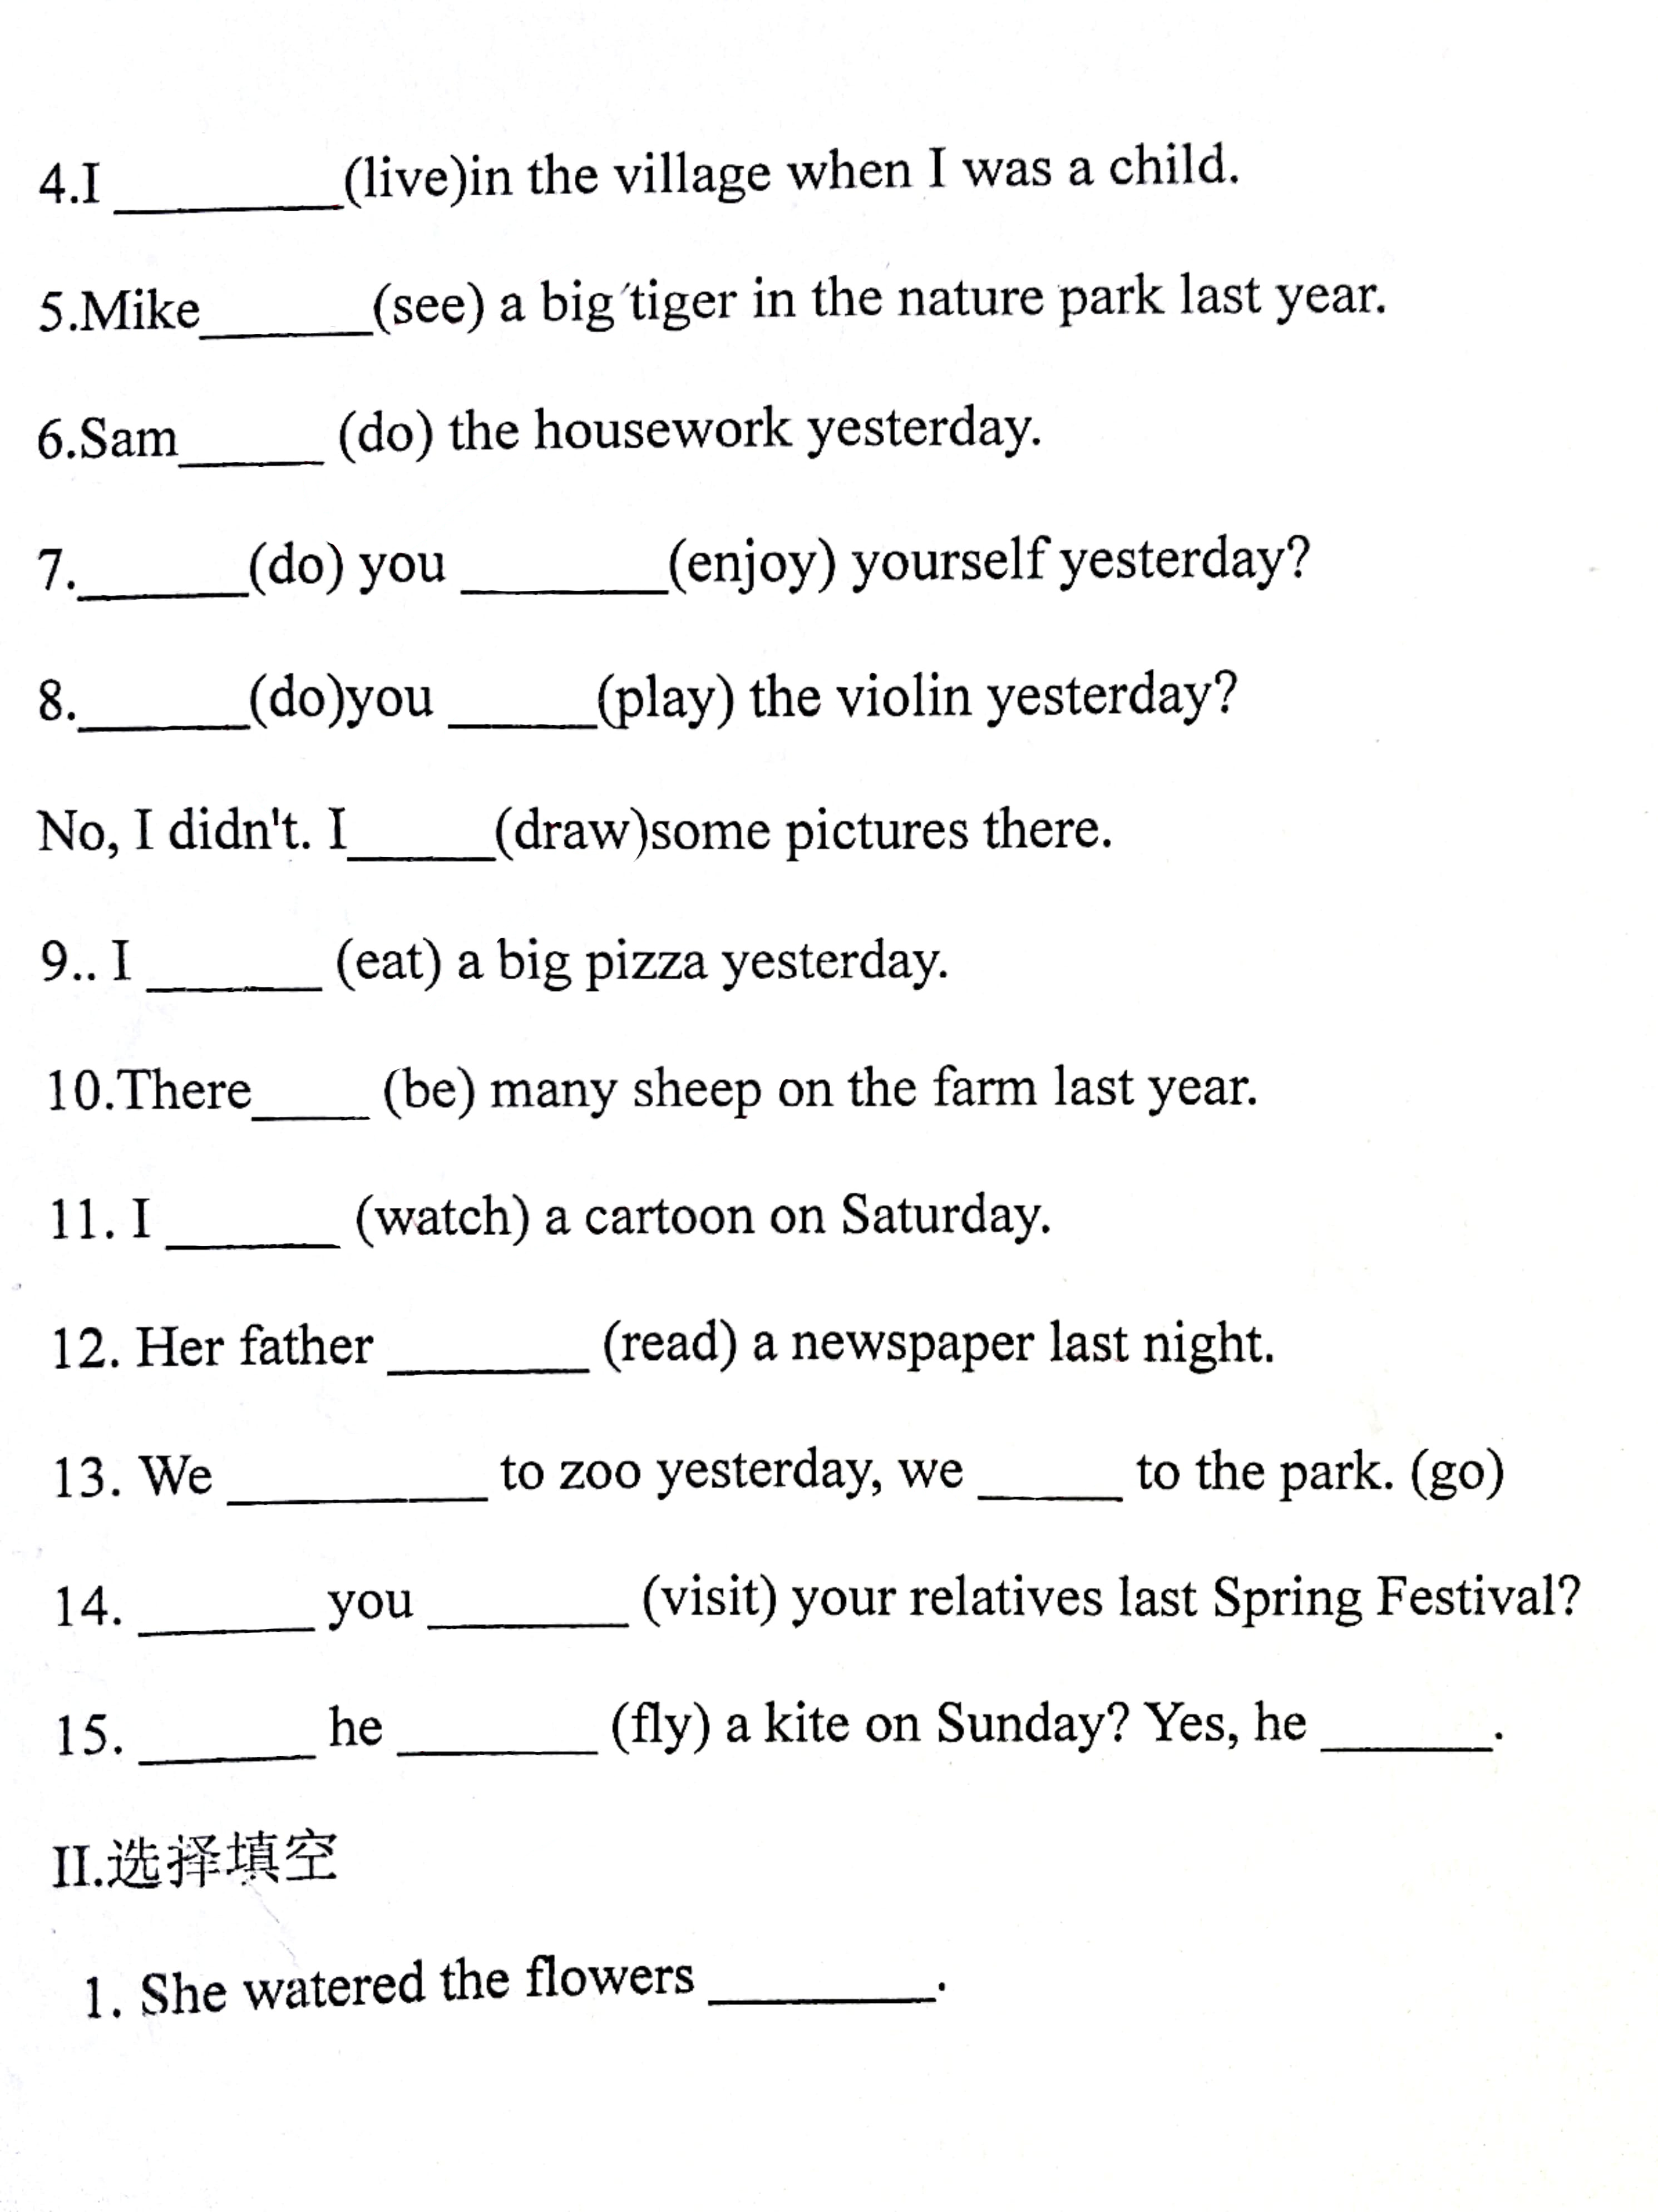 4.I ________(live)in the village when I was a child.
5.Mike______(see) a big tiger in the nature park last year.
6.Sam_____ (do) the housework yesterday.
7.______(do) you _______(enjoy) yourself yesterday?
8.______(do)you _____(play) the violin yesterday?
No, I didn't. I_____(draw)some pictures there.
9.. I ______ (eat) a big pizza yesterday.
10.There____ (be) many sheep on the farm last year.
11. I ______ (watch) a cartoon on Saturday.
12. Her father _______ (read) a newspaper last night.
13. We _________ to zoo yesterday, we _____ to the park. (go)
14. ______ you _______ (visit) your relatives last Spring Festival?
15. ______ he _______ (fly) a kite on Sunday? Yes, he ______.
II.选择填空
1. She watered the flowers ________.